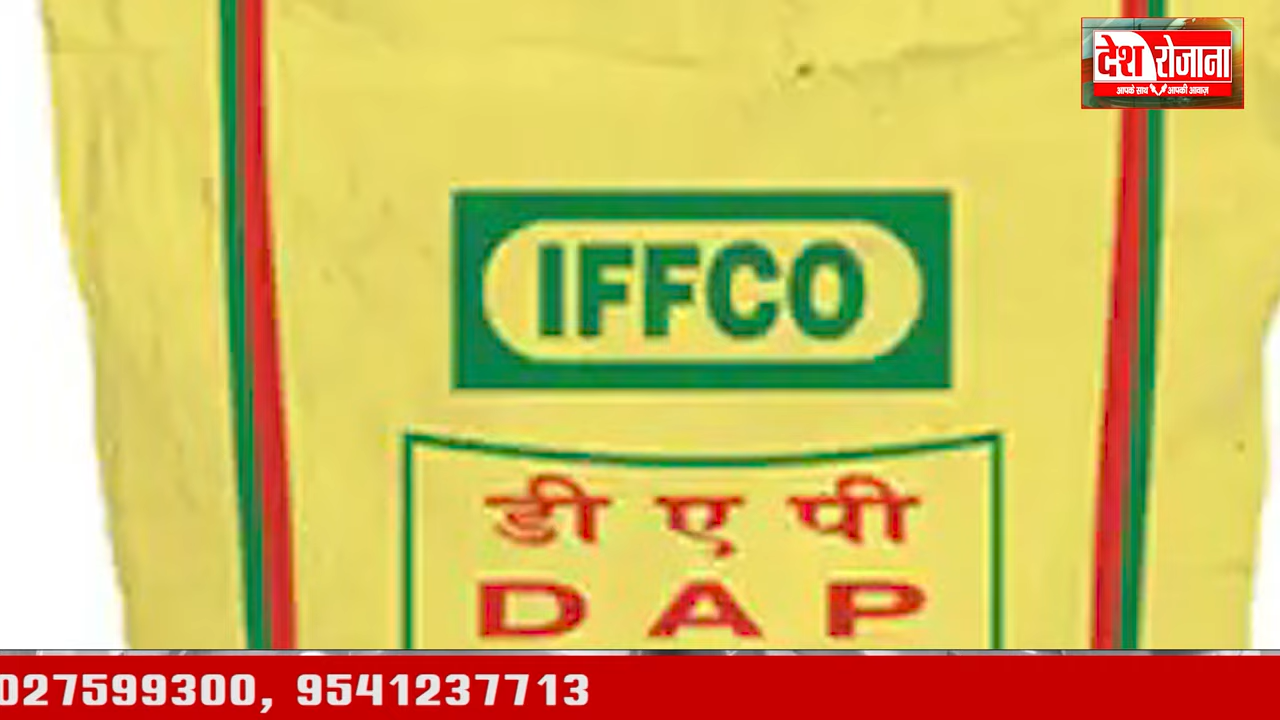 देश रोजाना
आपके साथ आपकी आवाज़
IFFCO
डी ए पी
DAP
027599300, 9541237713